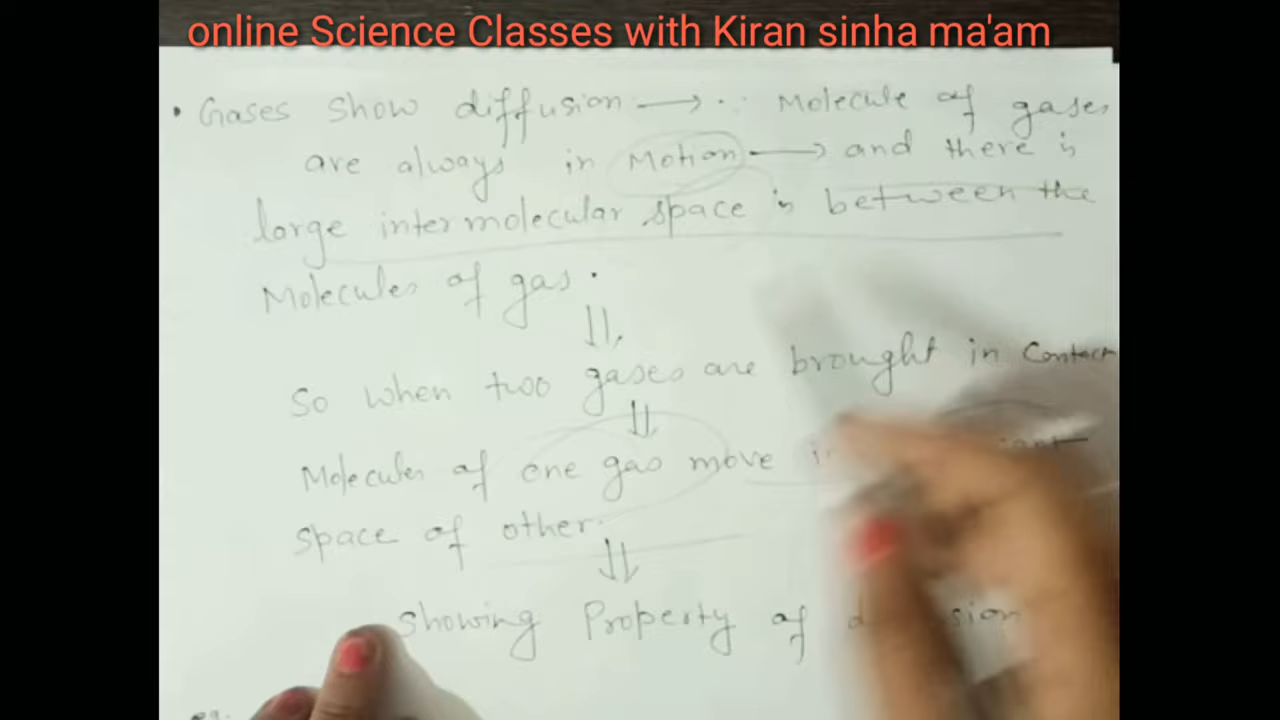 online Science Classes with Kiran sinha ma'am
• Gases show diffusion ⟶ ∵ Molecule of gases
are always in Motion ⟶ and there is
large intermolecular space is between the
Molecules of gas.
So when two gases are brought in Contact
Molecules of one gas move
space of other.
Showing Property of
eg.